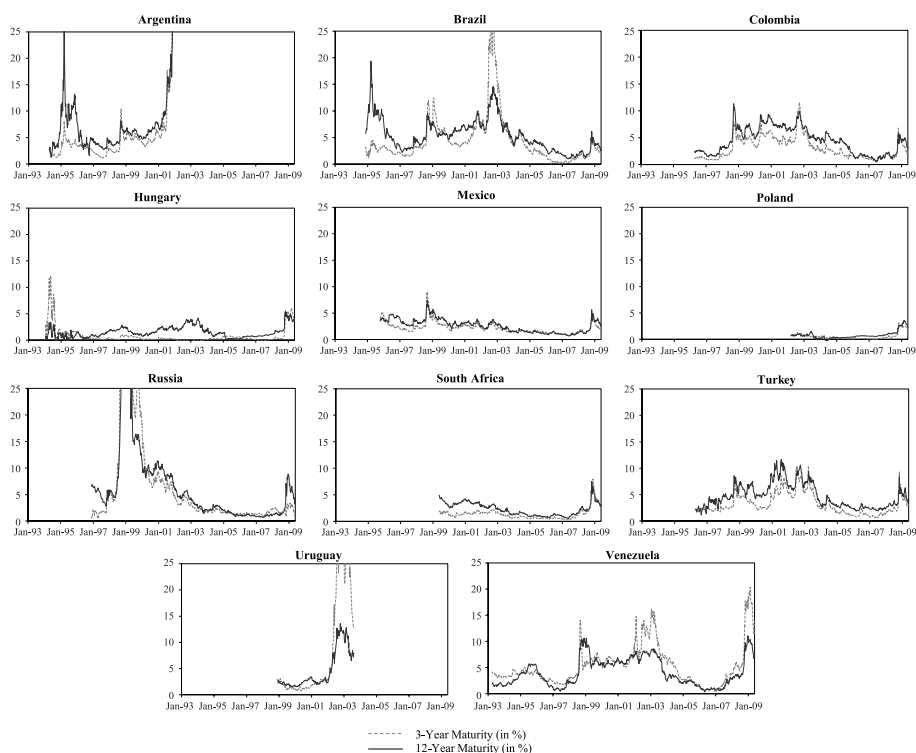 Argentina
25
20
15
10
5
0
Jan-93 Jan-95 Jan-97 Jan-99 Jan-01 Jan-03 Jan-05 Jan-07 Jan-09
Brazil
25
20
15
10
5
0
Jan-93 Jan-95 Jan-97 Jan-99 Jan-01 Jan-03 Jan-05 Jan-07 Jan-09
Colombia
25
20
15
10
5
0
Jan-93 Jan-95 Jan-97 Jan-99 Jan-01 Jan-03 Jan-05 Jan-07 Jan-09
Hungary
25
20
15
10
5
0
Jan-93 Jan-95 Jan-97 Jan-99 Jan-01 Jan-03 Jan-05 Jan-07 Jan-09
Mexico
25
20
15
10
5
0
Jan-93 Jan-95 Jan-97 Jan-99 Jan-01 Jan-03 Jan-05 Jan-07 Jan-09
Poland
25
20
15
10
5
0
Jan-93 Jan-95 Jan-97 Jan-99 Jan-01 Jan-03 Jan-05 Jan-07 Jan-09
Russia
25
20
15
10
5
0
Jan-93 Jan-95 Jan-97 Jan-99 Jan-01 Jan-03 Jan-05 Jan-07 Jan-09
South Africa
25
20
15
10
5
0
Jan-93 Jan-95 Jan-97 Jan-99 Jan-01 Jan-03 Jan-05 Jan-07 Jan-09
Turkey
25
20
15
10
5
0
Jan-93 Jan-95 Jan-97 Jan-99 Jan-01 Jan-03 Jan-05 Jan-07 Jan-09
Uruguay
25
20
15
10
5
0
Jan-93 Jan-95 Jan-97 Jan-99 Jan-01 Jan-03 Jan-05 Jan-07 Jan-09
Venezuela
25
20
15
10
5
0
Jan-93 Jan-95 Jan-97 Jan-99 Jan-01 Jan-03 Jan-05 Jan-07 Jan-09
3-Year Maturity (in %)
12-Year Maturity (in %)